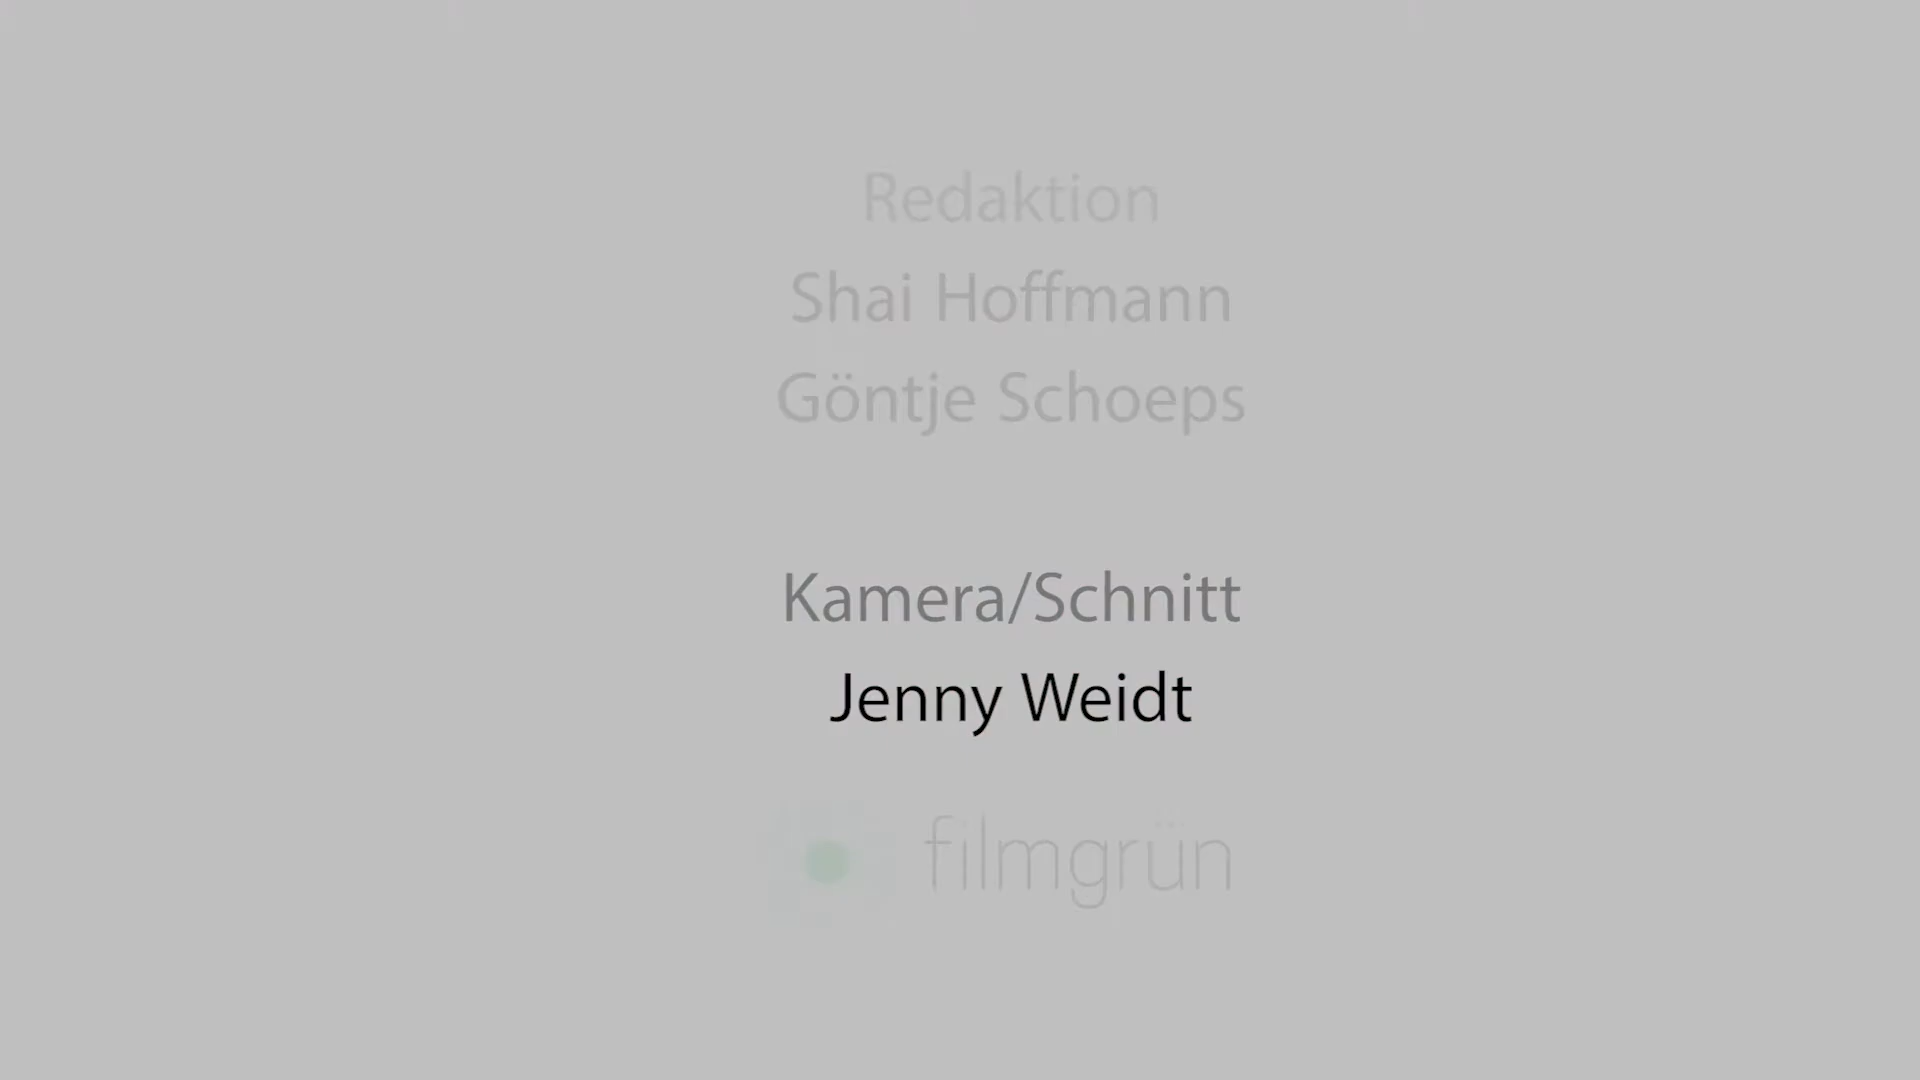 Redaktion
Shai Hoffmann
Göntje Schoeps
Kamera/Schnitt
Jenny Weidt
filmgrün